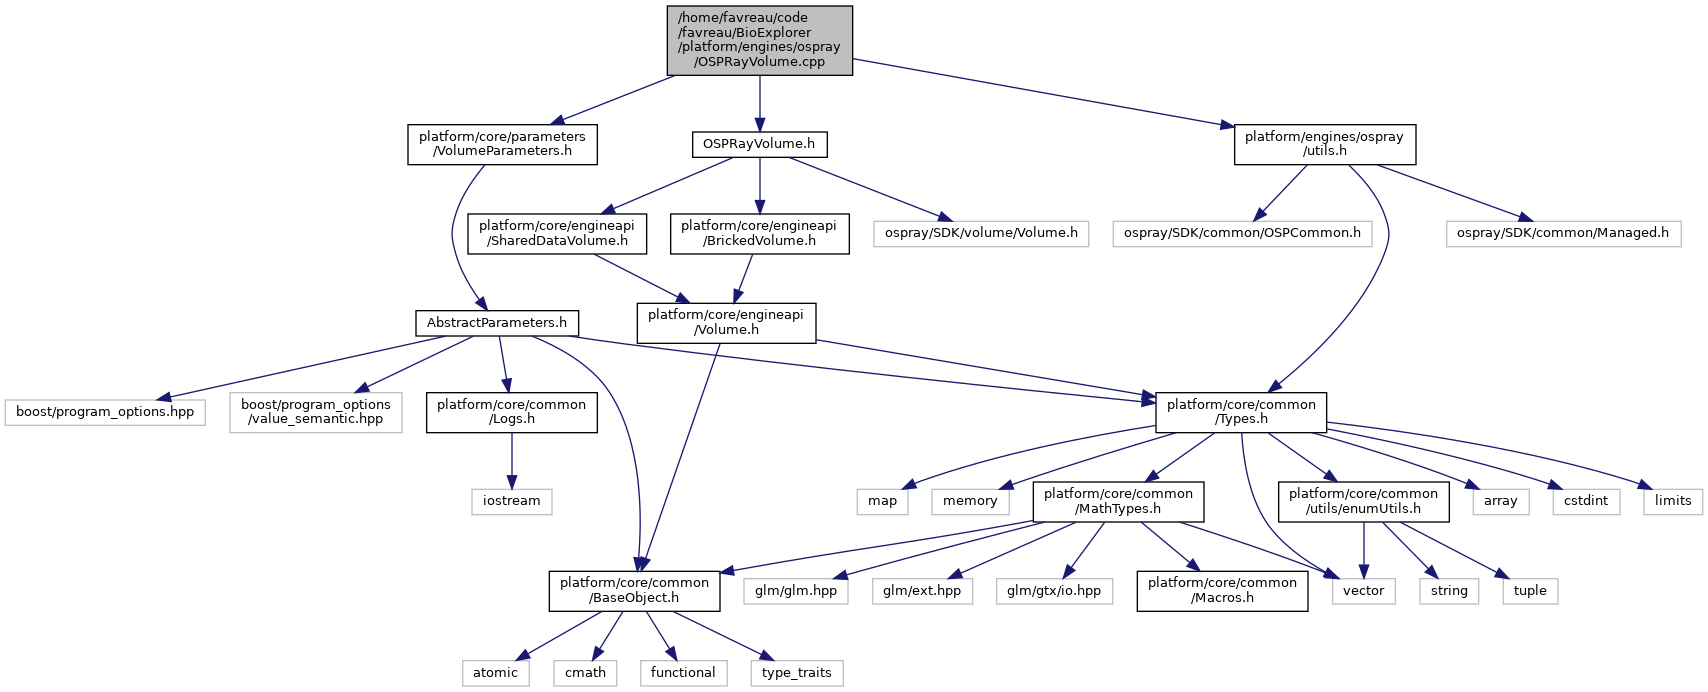 /home/favreau/code
/favreau/BioExplorer
/platform/engines/ospray
/OSPRayVolume.cpp
platform/core/parameters
/VolumeParameters.h
OSPRayVolume.h
platform/engines/ospray
/utils.h
platform/core/engineapi
/SharedDataVolume.h
platform/core/engineapi
/BrickedVolume.h
ospray/SDK/volume/Volume.h
ospray/SDK/common/OSPCommon.h
ospray/SDK/common/Managed.h
AbstractParameters.h
platform/core/engineapi
/Volume.h
boost/program_options.hpp
boost/program_options
/value_semantic.hpp
platform/core/common
/Logs.h
platform/core/common
/Types.h
iostream
map
memory
platform/core/common
/MathTypes.h
platform/core/common
/utils/enumUtils.h
array
cstdint
limits
platform/core/common
/BaseObject.h
glm/glm.hpp
glm/ext.hpp
glm/gtx/io.hpp
platform/core/common
/Macros.h
vector
string
tuple
atomic
cmath
functional
type_traits